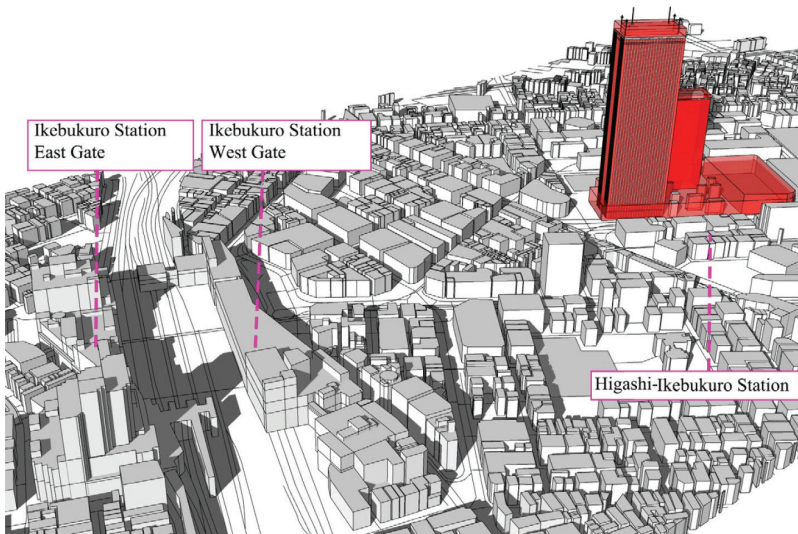 Ikebukuro Station
East Gate
Ikebukuro Station
West Gate
Higashi-Ikebukuro Station